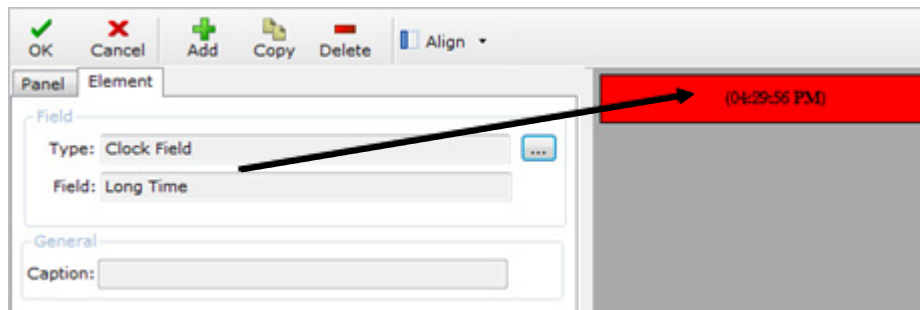 OK Cancel Add Copy Delete Align
Panel Element
Field
Type: Clock Field ...
Field: Long Time
General
Caption:
(04:29:56 PM)